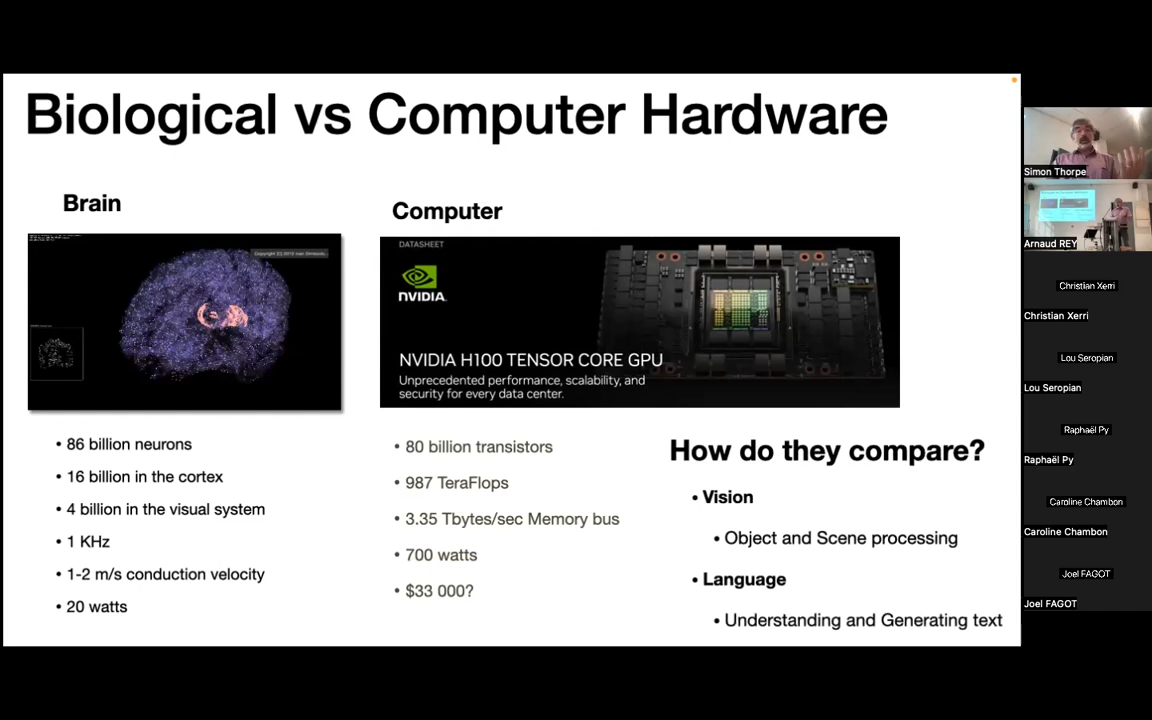 Biological vs Computer Hardware
Brain
Computer
Copyright (C) 2015 Ivan Dimkovic,
DATASHEET
NVIDIA.
NVIDIA H100 TENSOR CORE GPU
Unprecedented performance, scalability, and
security for every data center.
• 86 billion neurons
• 16 billion in the cortex
• 4 billion in the visual system
• 1 KHz
• 1-2 m/s conduction velocity
• 20 watts
• 80 billion transistors
• 987 TeraFlops
• 3.35 Tbytes/sec Memory bus
• 700 watts
• $33 000?
How do they compare?
• Vision
• Object and Scene processing
• Language
• Understanding and Generating text
Simon Thorpe
Arnaud REY
Christian Xerri
Christian Xerri
Lou Seropian
Lou Seropian
Raphaël Py
Raphaël Py
Caroline Chambon
Caroline Chambon
Joel FAGOT
Joel FAGOT